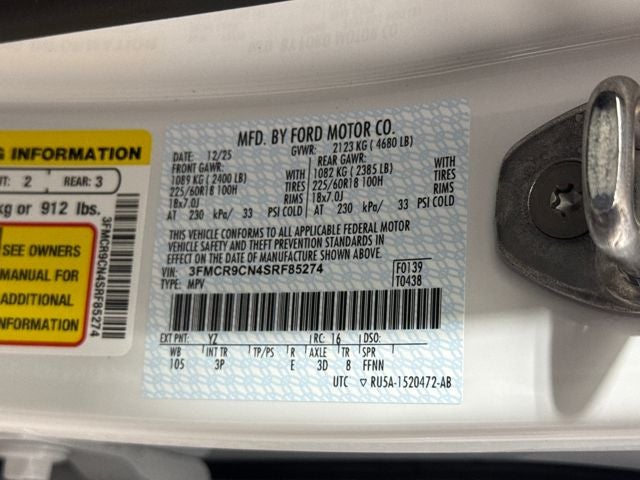 MFD. BY FORD MOTOR CO.
DATE: 12/25 GVWR: 2123 KG ( 4680 LB)
FRONT GAWR: REAR GAWR:
1089 KG ( 2400 LB) WITH 1082 KG ( 2385 LB) WITH
225/60R18 100H TIRES 225/60R18 100H TIRES
18x7.0J RIMS 18x7.0J RIMS
AT 230 kPa/ 33 PSI COLD AT 230 kPa/ 33 PSI COLD
THIS VEHICLE CONFORMS TO ALL APPLICABLE FEDERAL MOTOR
VEHICLE SAFETY AND THEFT PREVENTION STANDARDS IN
EFFECT ON THE DATE OF MANUFACTURE SHOWN ABOVE.
VIN: 3FMCR9CN4SRF85274 F0139
TYPE: MPV T0438
EXT PNT: YZ RC: 16 DSO:
WB INT TR TP/PS R AXLE TR SPR
105 3P E 3D 8 FFNN
UTC ▽ RU5A-1520472-AB
G INFORMATION
NT: 2 REAR: 3
kg or 912 lbs.
SEE OWNERS
MANUAL FOR
ADDITIONAL
INFORMATION
3FMCR9CN4SRF85274